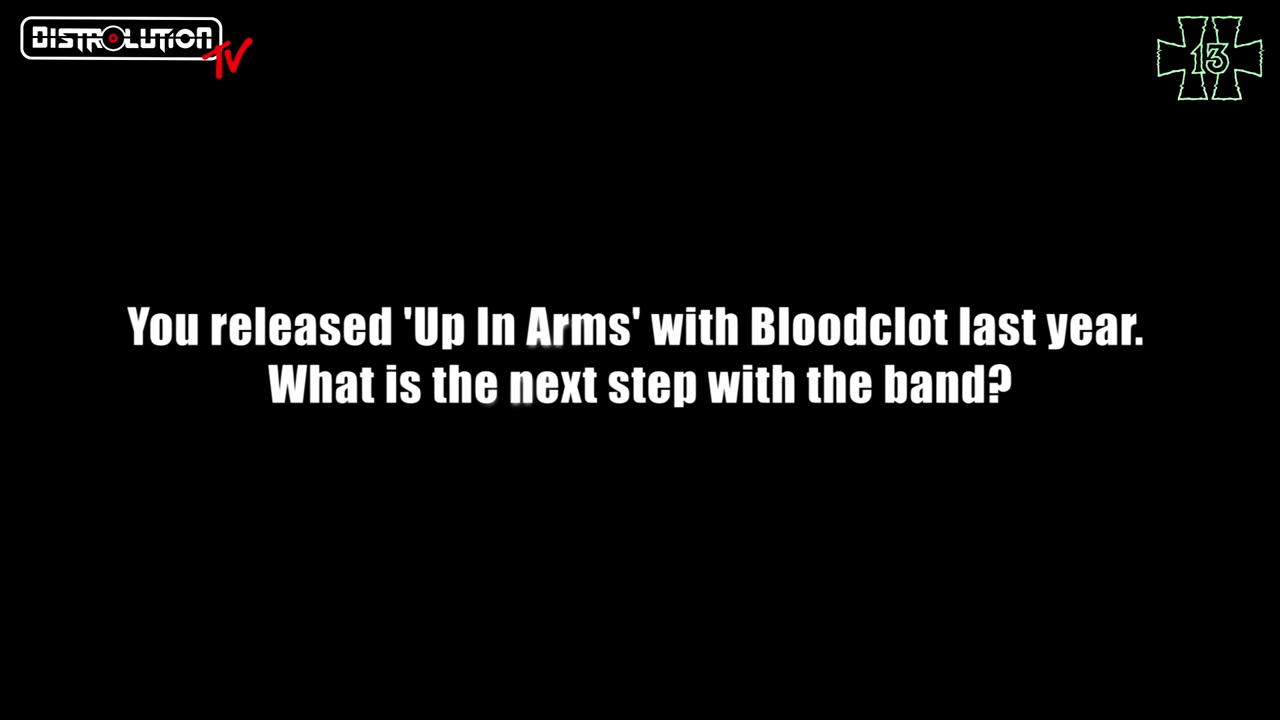 DISTROLUTION TV
13
You released 'Up In Arms' with Bloodclot last year.
What is the next step with the band?